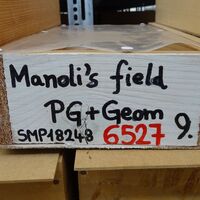 Manoli's field
PG+Geom
SMP18248 6527 9.